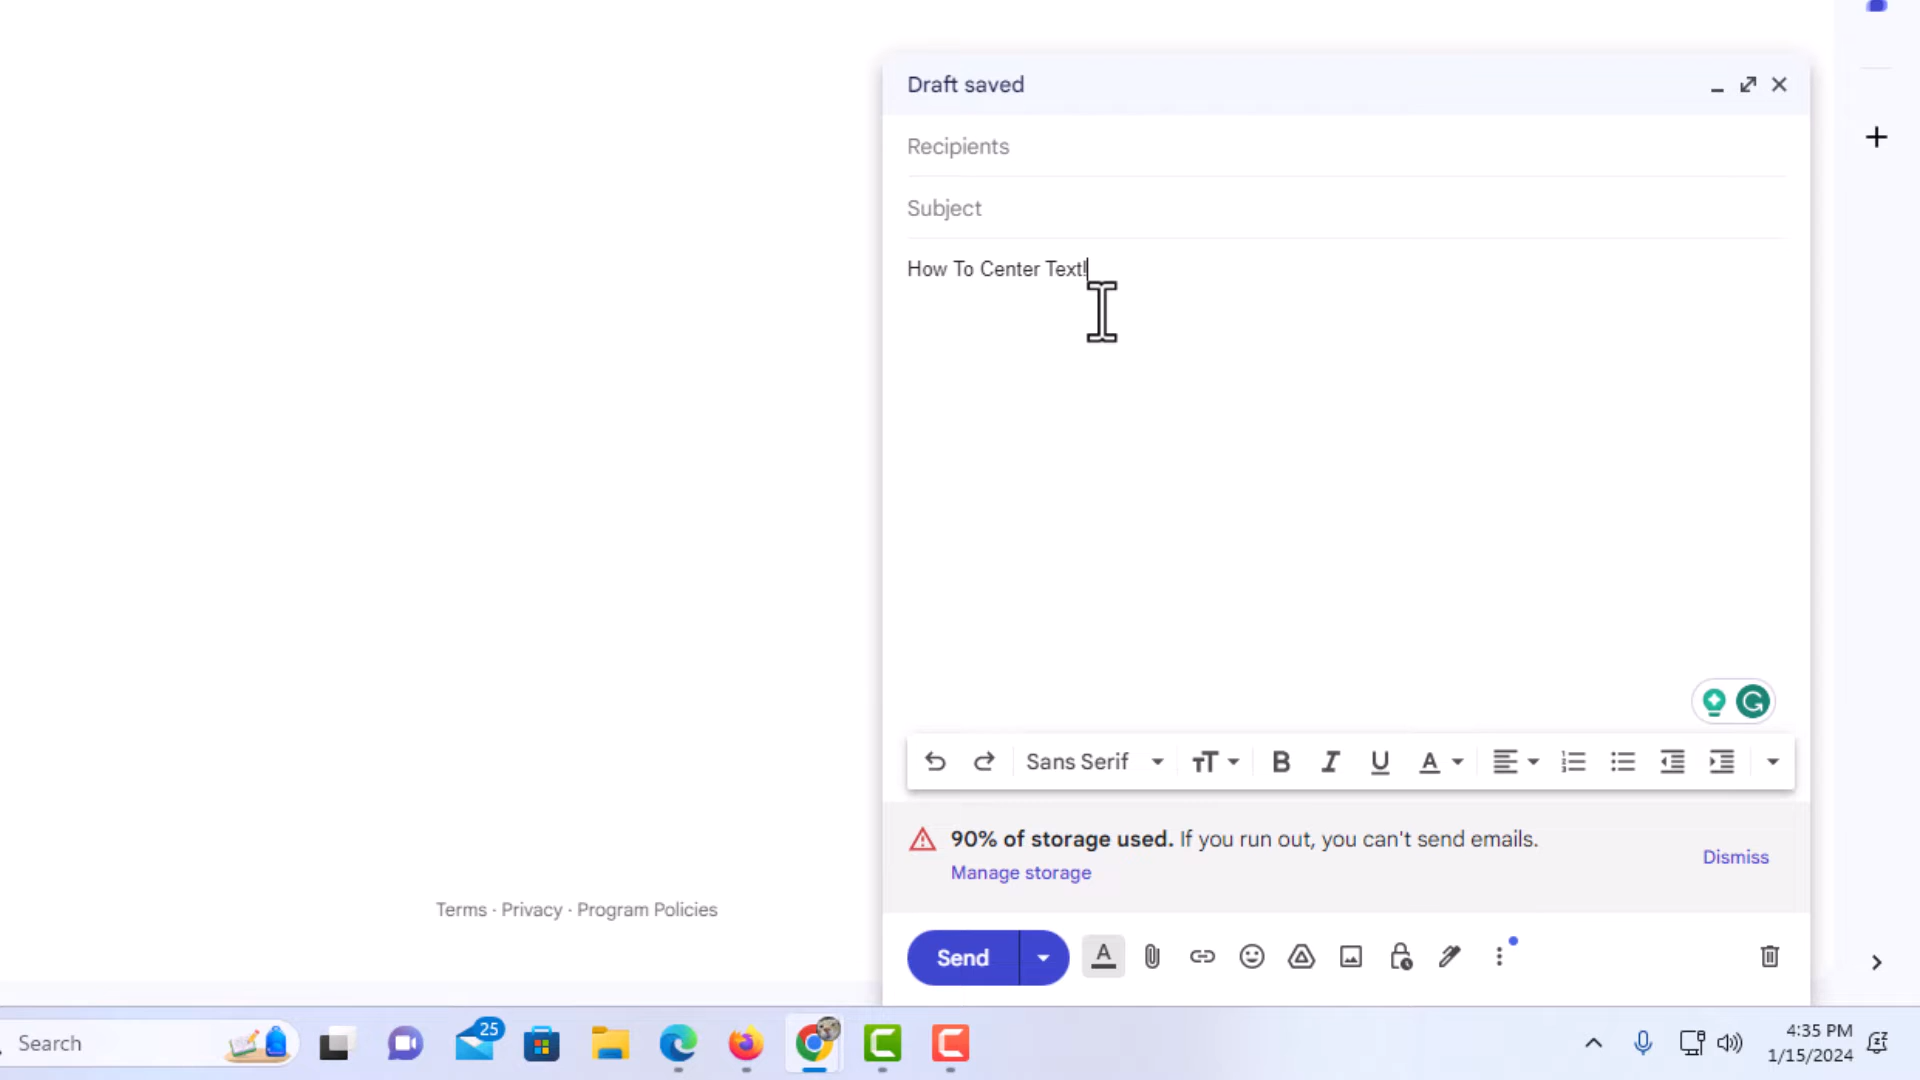 Draft saved
Recipients
Subject
How To Center Text!
Sans Serif
90% of storage used. If you run out, you can't send emails.
Manage storage
Dismiss
Terms · Privacy · Program Policies
Send
Search
25
4:35 PM
1/15/2024